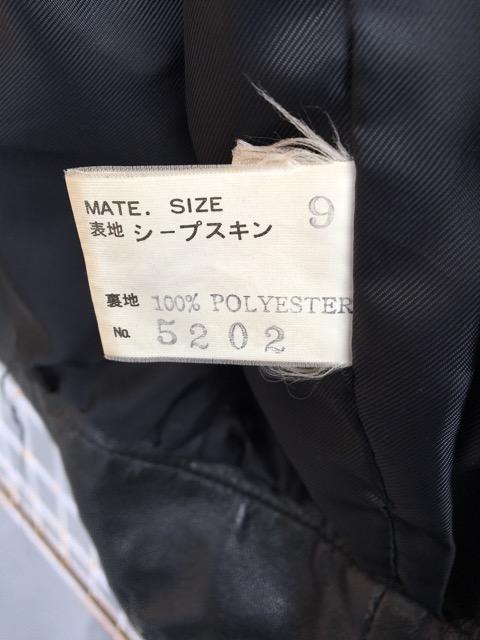 MATE. SIZE 9
表地 シープスキン
裏地 100% POLYESTER
No. 5202